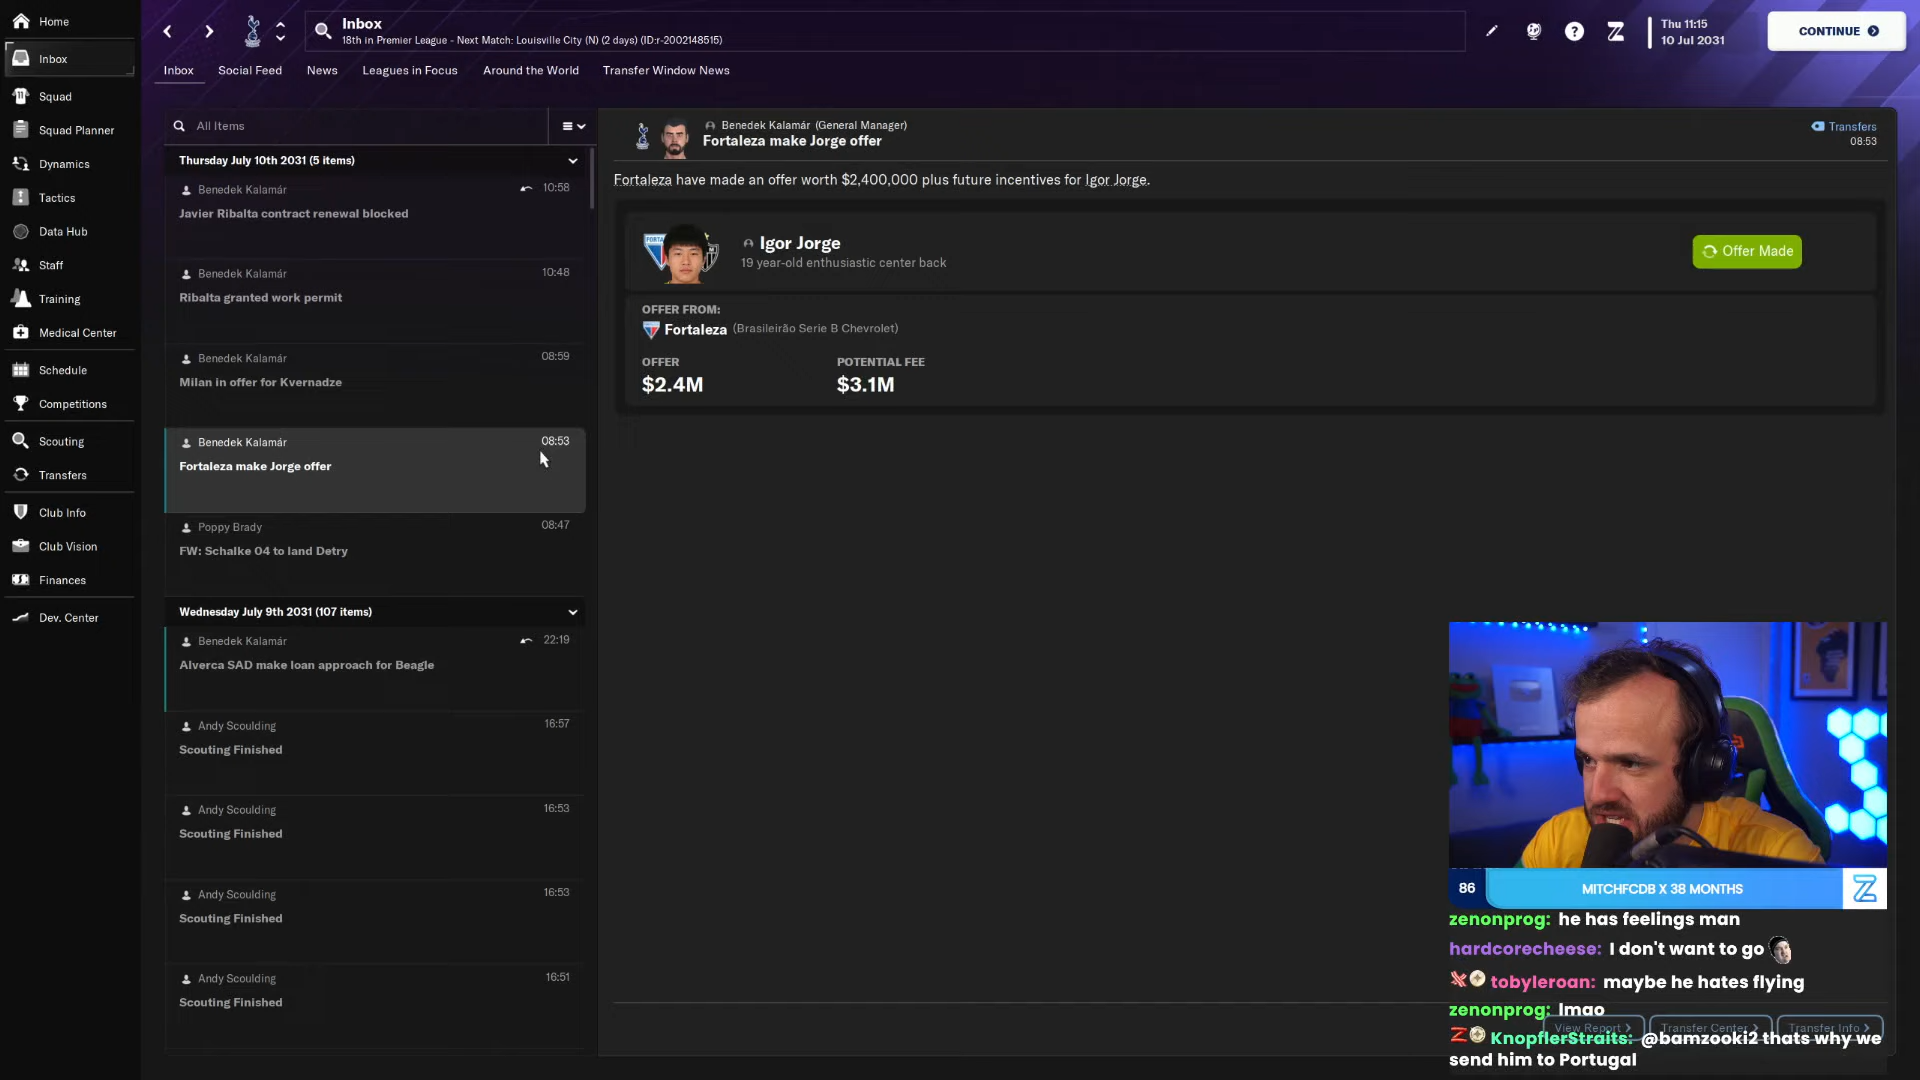 Home
Inbox
Squad
Squad Planner
Dynamics
Tactics
Data Hub
Staff
Training
Medical Center
Schedule
Competitions
Scouting
Transfers
Club Info
Club Vision
Finances
Dev. Center
Inbox
18th in Premier League - Next Match: Louisville City (N) (2 days) (ID:r-2002148515)
Thu 11:15
10 Jul 2031
CONTINUE
Inbox
Social Feed
News
Leagues in Focus
Around the World
Transfer Window News
All Items
Thursday July 10th 2031 (5 items)
Benedek Kalamár 10:58
Javier Ribalta contract renewal blocked
Benedek Kalamár 10:48
Ribalta granted work permit
Benedek Kalamár 08:59
Milan in offer for Kvernadze
Benedek Kalamár 08:53
Fortaleza make Jorge offer
Poppy Brady 08:47
FW: Schalke 04 to land Detry
Wednesday July 9th 2031 (107 items)
Benedek Kalamár 22:19
Alverca SAD make loan approach for Beagle
Andy Scoulding 16:57
Scouting Finished
Andy Scoulding 16:53
Scouting Finished
Andy Scoulding 16:53
Scouting Finished
Andy Scoulding 16:51
Scouting Finished
Benedek Kalamár (General Manager)
Fortaleza make Jorge offer
Transfers
08:53
Fortaleza have made an offer worth $2,400,000 plus future incentives for Igor Jorge.
Igor Jorge
19 year-old enthusiastic center back
Offer Made
OFFER FROM:
Fortaleza (Brasileirão Serie B Chevrolet)
OFFER
$2.4M
POTENTIAL FEE
$3.1M
86 MITCHFCDB X 38 MONTHS
zenonprog: he has feelings man
hardcorecheese: I don't want to go
tobyleroan: maybe he hates flying
zenonprog: lmao
View Report
Transfer Center
Transfer Info
KnopflerStraits: @bamzooki2 thats why we
send him to Portugal